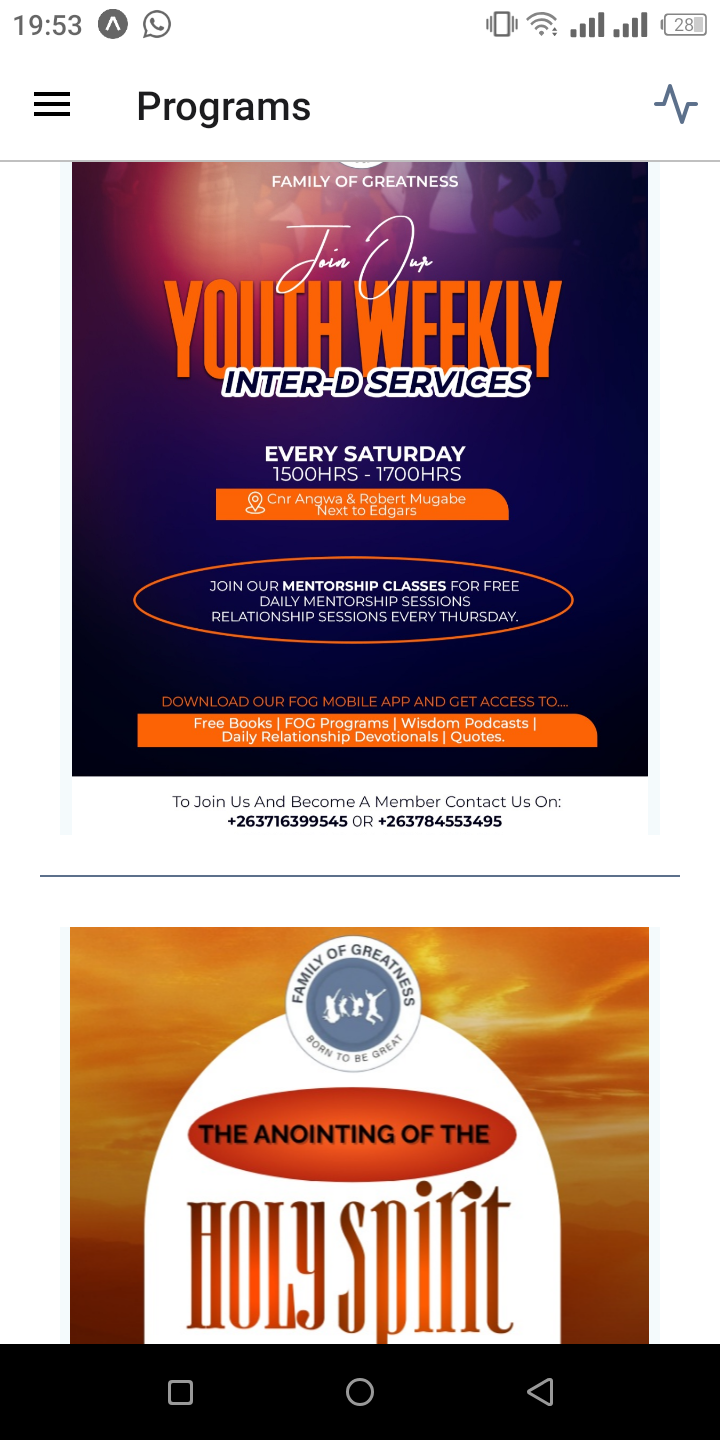 19:53
28
Programs
FAMILY OF GREATNESS
Join Our
YOUTH WEEKLY
INTER-D SERVICES
EVERY SATURDAY
1500HRS - 1700HRS
Cnr Angwa & Robert Mugabe
Next to Edgars
JOIN OUR MENTORSHIP CLASSES FOR FREE
DAILY MENTORSHIP SESSIONS
RELATIONSHIP SESSIONS EVERY THURSDAY.
DOWNLOAD OUR FOG MOBILE APP AND GET ACCESS TO....
Free Books | FOG Programs | Wisdom Podcasts |
Daily Relationship Devotionals | Quotes.
To Join Us And Become A Member Contact Us On:
+263716399545 0R +263784553495
FAMILY OF GREATNESS
BORN TO BE GREAT
THE ANOINTING OF THE
HOLY Spirit